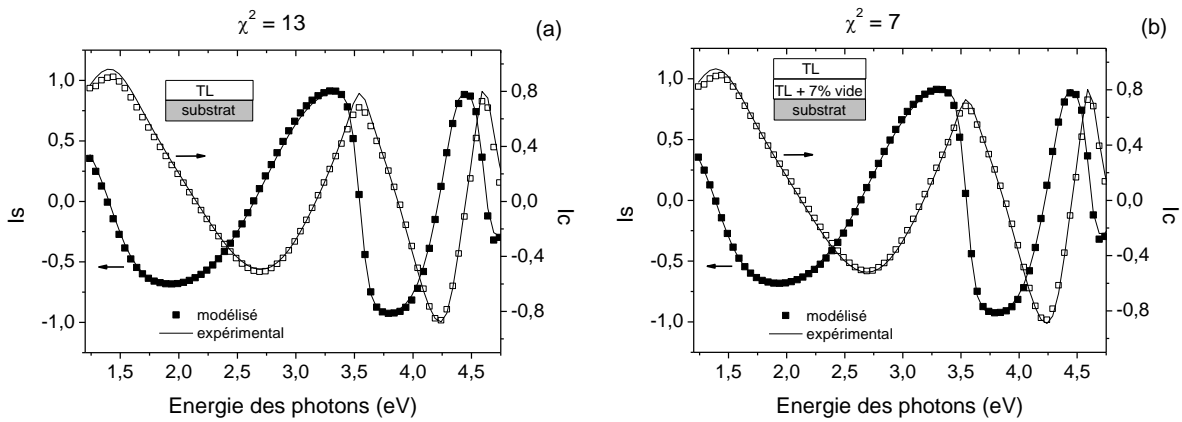 χ² = 13
(a)
TL
substrat
Is
1,0
0,5
0,0
-0,5
-1,0
Ic
0,8
0,4
0,0
-0,4
-0,8
modélisé
expérimental
1,5 2,0 2,5 3,0 3,5 4,0 4,5
Energie des photons (eV)
χ² = 7
(b)
TL
TL + 7% vide
substrat
Is
1,0
0,5
0,0
-0,5
-1,0
Ic
0,8
0,4
0,0
-0,4
-0,8
modélisé
expérimental
1,5 2,0 2,5 3,0 3,5 4,0 4,5
Energie des photons (eV)